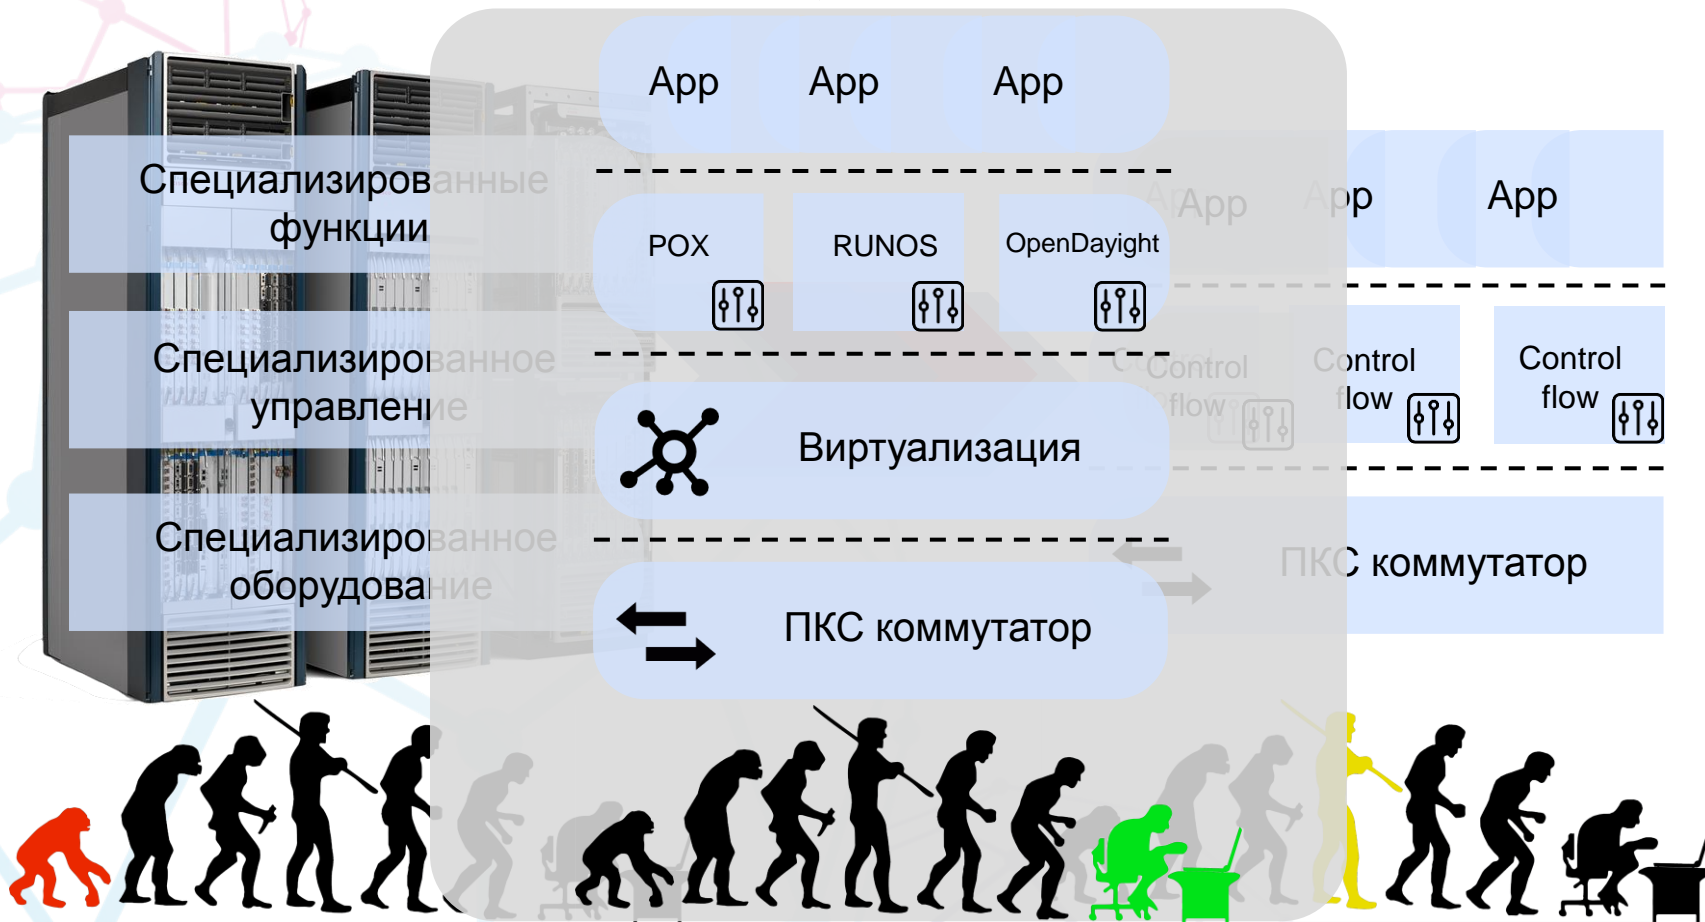 Специализированные
функции
Специализированное
управление
Специализированное
оборудование
App App App
POX RUNOS OpenDayight
Виртуализация
ПКС коммутатор
App App App
Control
flow
Control
flow
Control
flow
ПКС коммутатор